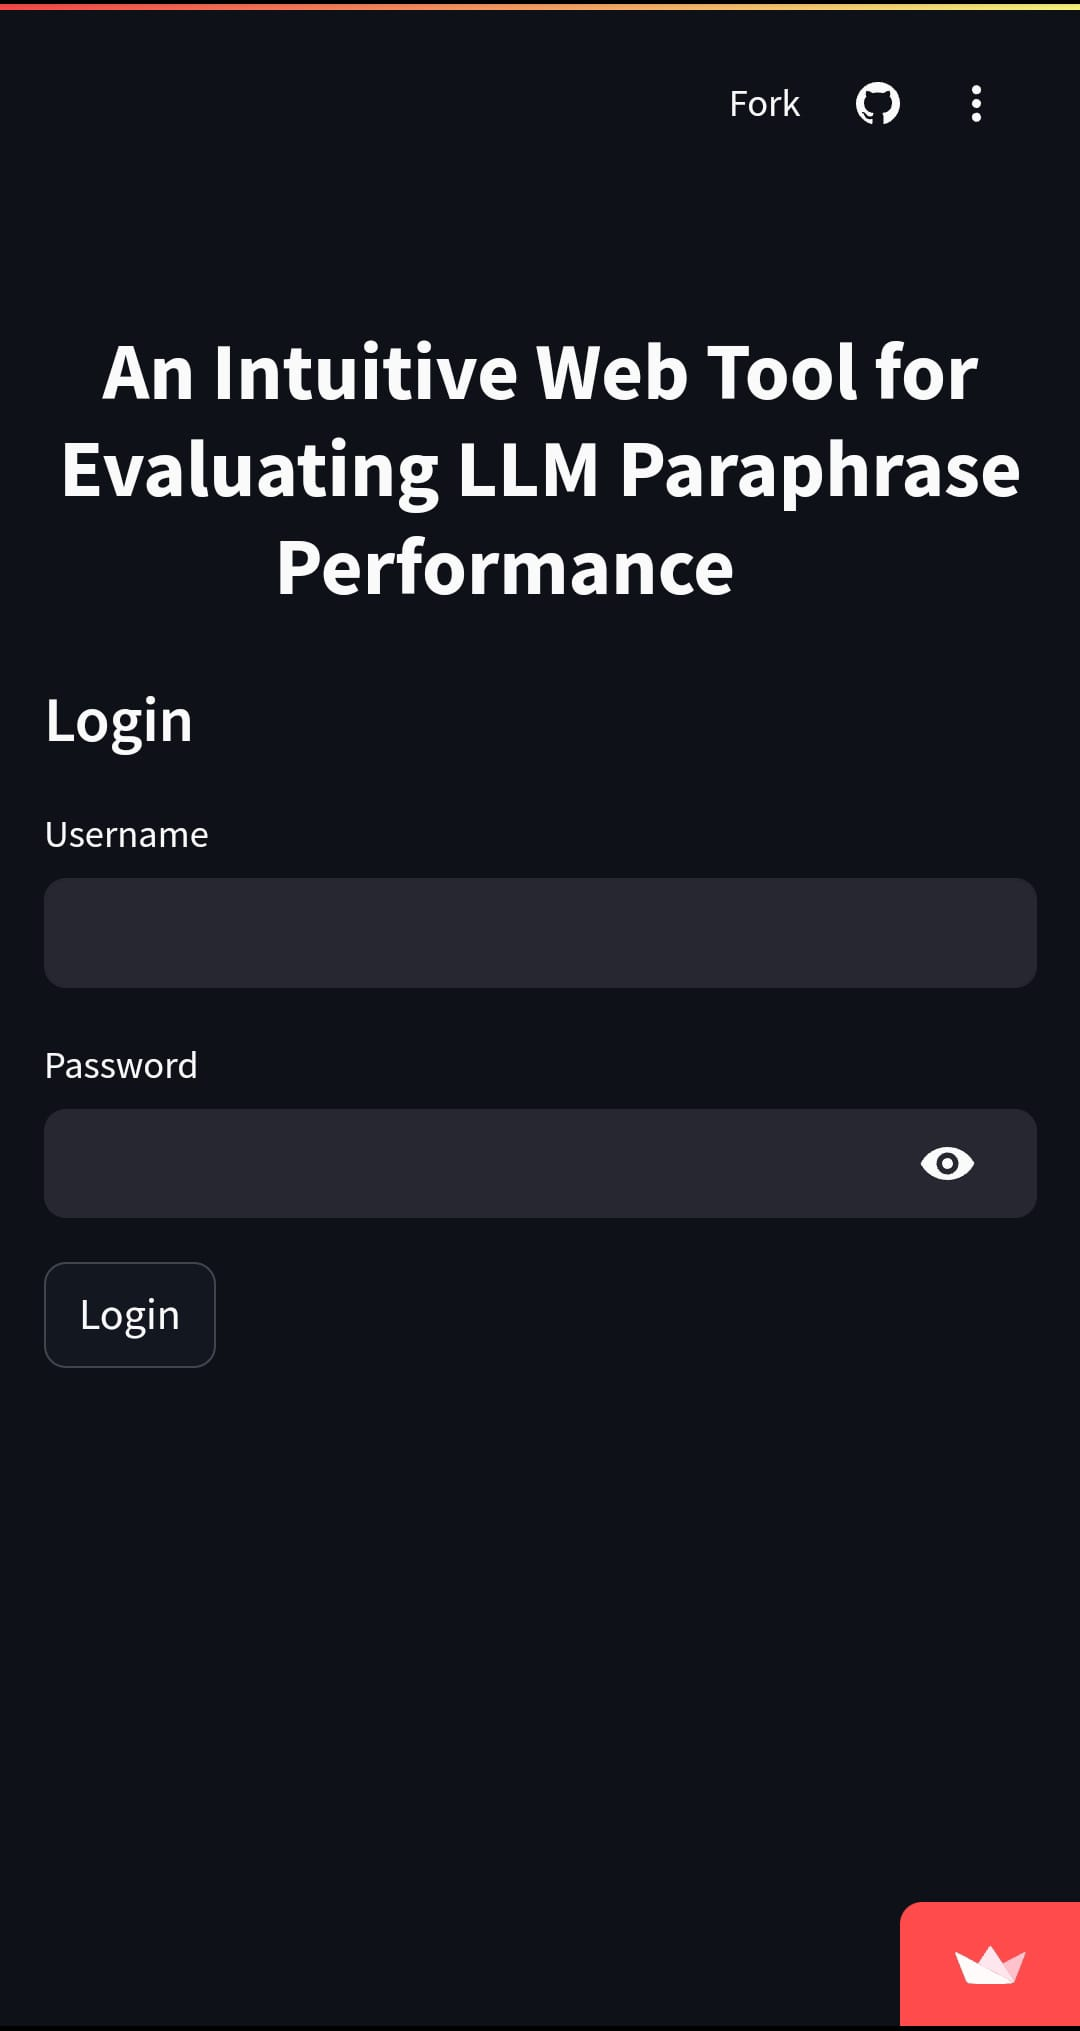 Fork
An Intuitive Web Tool for
Evaluating LLM Paraphrase
Performance
Login
Username
Password
Login